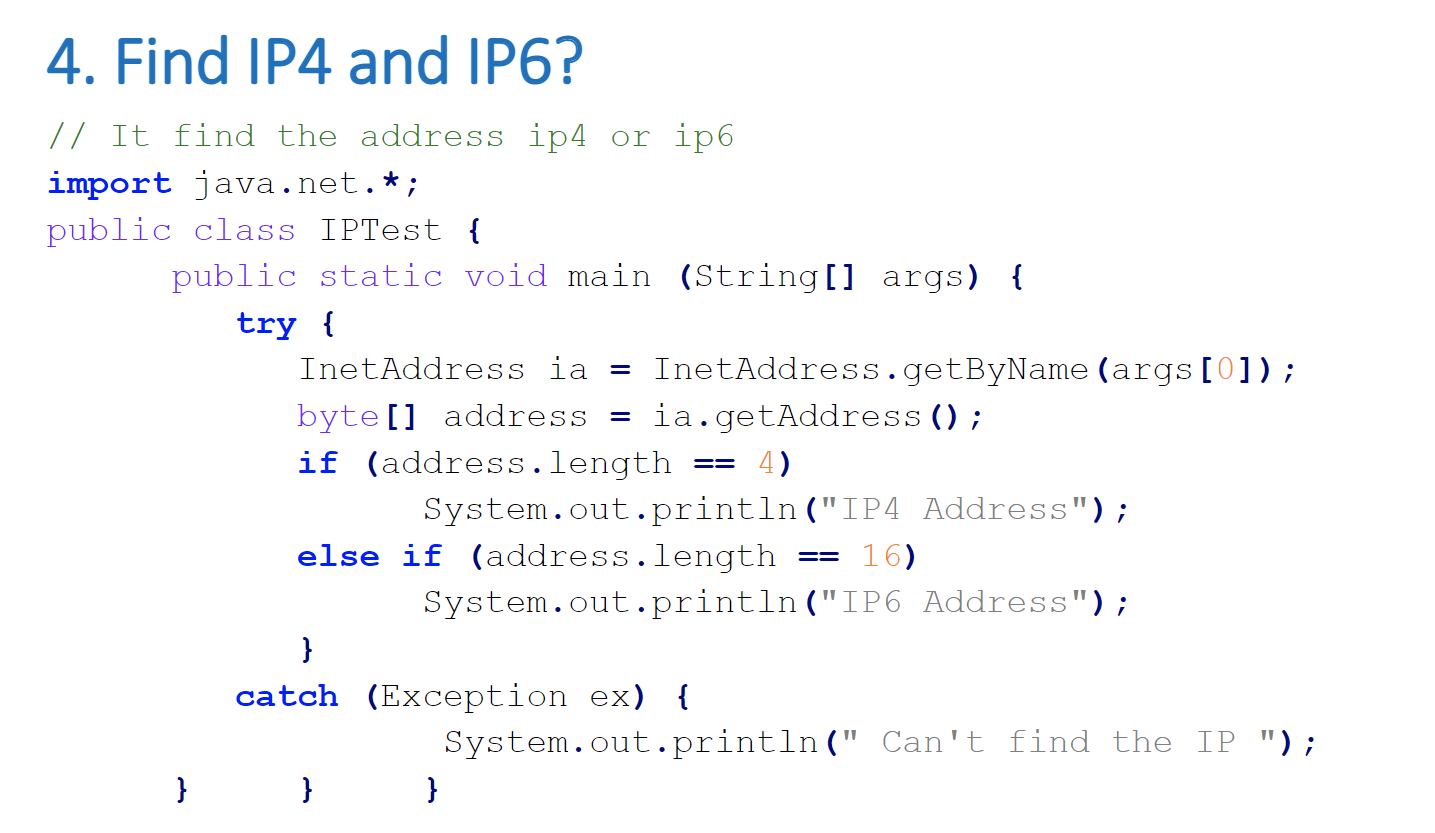 4. Find IP4 and IP6?
// It find the address ip4 or ip6
import java.net.*;
public class IPTest {
public static void main (String[] args) {
try {
InetAddress ia = InetAddress.getByName(args[0]);
byte[] address = ia.getAddress();
if (address.length == 4)
System.out.println("IP4 Address");
else if (address.length == 16)
System.out.println("IP6 Address");
}
catch (Exception ex) {
System.out.println(" Can't find the IP ");
} } }